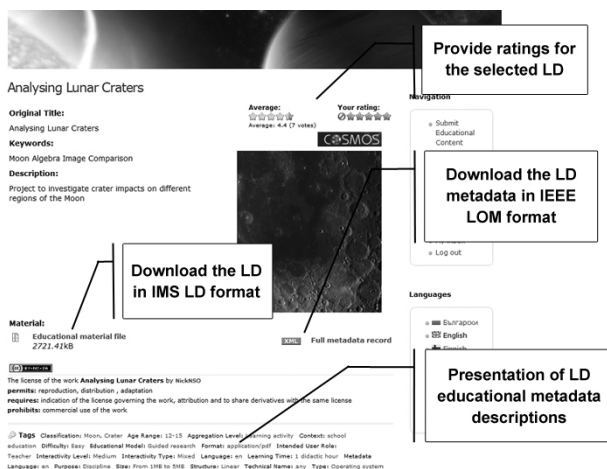 Provide ratings for
the selected LD
Analysing Lunar Craters
Navigation
Original Title:
Analysing Lunar Craters
Average:
Average: 4.4 (7 votes)
Your rating:
Submit
Educational
Content
COSMOS
Keywords:
Moon Algebra Image Comparison
Description:
Project to investigate crater impacts on different
regions of the Moon
Download the LD
metadata in IEEE
LOM format
Log out
Download the LD
in IMS LD format
Languages
Material:
Educational material file
2721.41kB
XML Full metadata record
English
The license of the work Analysing Lunar Craters by NickNSO
permits: reproduction, distribution , adaptation
requires: indication of the license governing the work, attribution and to share derivatives with the same license
prohibits: commercial use of the work
Presentation of LD
educational metadata
descriptions
Tags Classification: Moon, Crater Age Range: 12-15 Aggregation Level: Learning activity Context: school
education Difficulty: Easy Educational Model: Guided research Format: application/pdf Intended User Role:
Teacher Interactivity Level: Medium Interactivity Type: Mixed Language: en Learning Time: 1 didactic hour Metadata
Language: en Purpose: Discipline Size: From 1MB to 5MB Structure: Linear Technical Name: any Type: Operating system